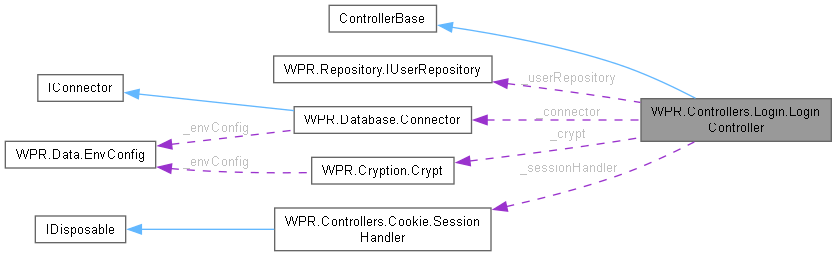 ControllerBase
WPR.Repository.IUserRepository
_userRepository
IConnector
_connector
WPR.Controllers.Login.Login
Controller
WPR.Database.Connector
_envConfig
_crypt
WPR.Data.EnvConfig
_envConfig
WPR.Cryption.Crypt
_sessionHandler
IDisposable
WPR.Controllers.Cookie.Session
Handler